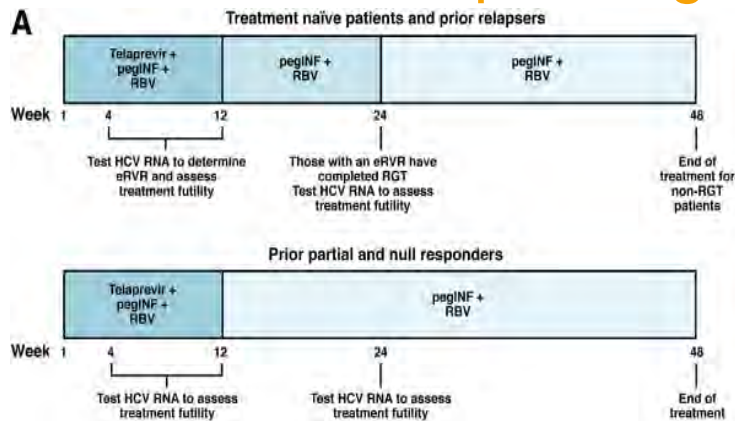 A
Treatment naïve patients and prior relapsers
Telaprevir +
pegINF +
RBV
pegINF +
RBV
pegINF +
RBV
Week
1 4 12 24 48
Test HCV RNA to determine
eRVR and assess
treatment futility
Those with an eRVR have
completed RGT
Test HCV RNA to assess
treatment futility
End of
treatment for
non-RGT
patients
Prior partial and null responders
Telaprevir +
pegINF +
RBV
pegINF +
RBV
Week
1 4 12 24 48
Test HCV RNA to assess
treatment futility
Test HCV RNA to assess
treatment futility
End of
treatment